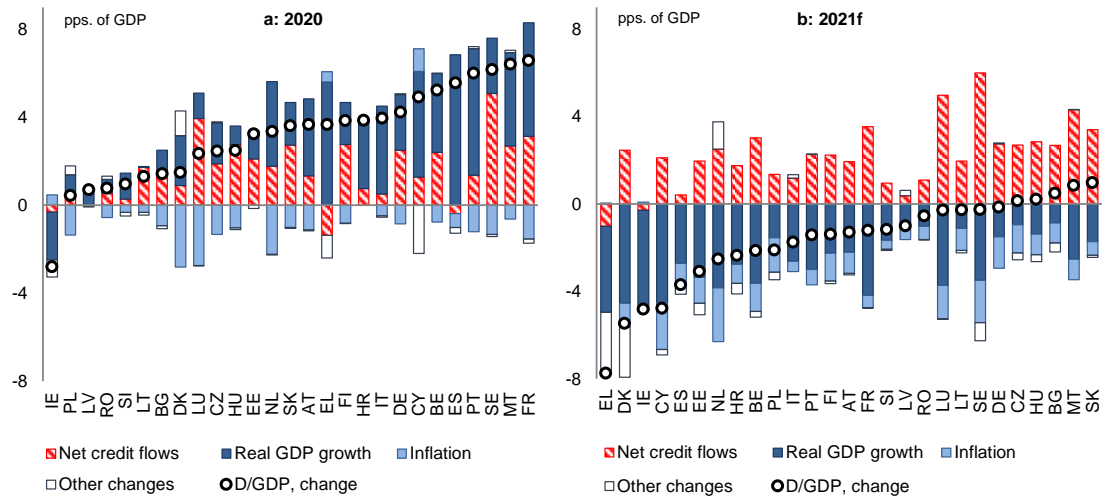 pps. of GDP
a: 2020
8
4
0
-4
-8
IE PL LV RO SI LT BG DK LU CZ HU EE NL SK AT EL FI HR IT DE CY BE ES PT SE MT FR
Net credit flows Real GDP growth Inflation
Other changes D/GDP, change
pps. of GDP
b: 2021f
8
4
0
-4
-8
EL DK IE CY ES EE NL HR BE PL IT PT FI AT FR SI LV RO LU LT SE DE CZ HU BG MT SK
Net credit flows Real GDP growth Inflation
Other changes D/GDP, change